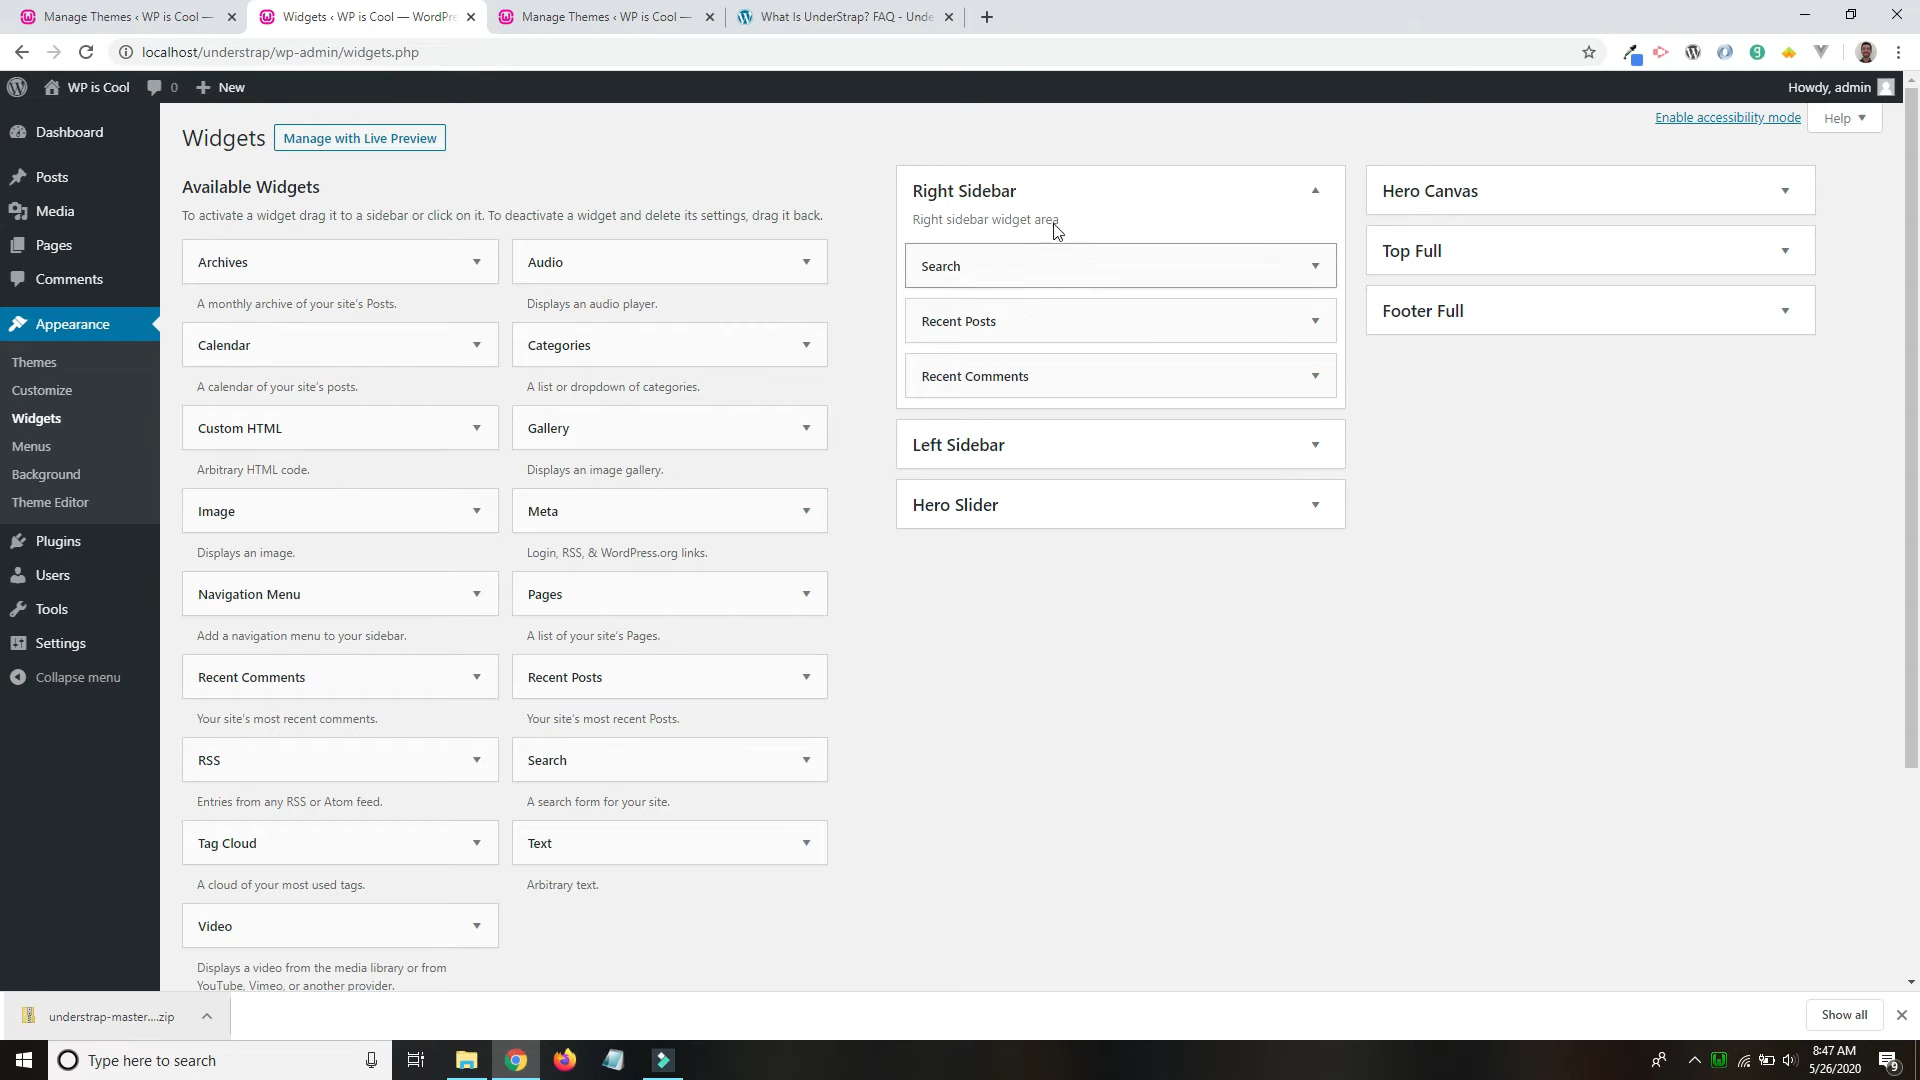 Manage Themes ‹ WP is Cool —
Widgets ‹ WP is Cool — WordPre
Manage Themes ‹ WP is Cool —
What Is UnderStrap? FAQ - Unde
localhost/understrap/wp-admin/widgets.php
WP is Cool
0
New
Howdy, admin
Dashboard
Posts
Media
Pages
Comments
Appearance
Themes
Customize
Widgets
Menus
Background
Theme Editor
Plugins
Users
Tools
Settings
Collapse menu
Enable accessibility mode
Help
Widgets
Manage with Live Preview
Available Widgets
To activate a widget drag it to a sidebar or click on it. To deactivate a widget and delete its settings, drag it back.
Archives
A monthly archive of your site's Posts.
Audio
Displays an audio player.
Calendar
A calendar of your site's posts.
Categories
A list or dropdown of categories.
Custom HTML
Arbitrary HTML code.
Gallery
Displays an image gallery.
Image
Displays an image.
Meta
Login, RSS, & WordPress.org links.
Navigation Menu
Add a navigation menu to your sidebar.
Pages
A list of your site's Pages.
Recent Comments
Your site's most recent comments.
Recent Posts
Your site's most recent Posts.
RSS
Entries from any RSS or Atom feed.
Search
A search form for your site.
Tag Cloud
A cloud of your most used tags.
Text
Arbitrary text.
Video
Displays a video from the media library or from
YouTube, Vimeo, or another provider.
Right Sidebar
Right sidebar widget area
Search
Recent Posts
Recent Comments
Left Sidebar
Hero Slider
Hero Canvas
Top Full
Footer Full
understrap-master....zip
Show all
Type here to search
8:47 AM
5/26/2020
9